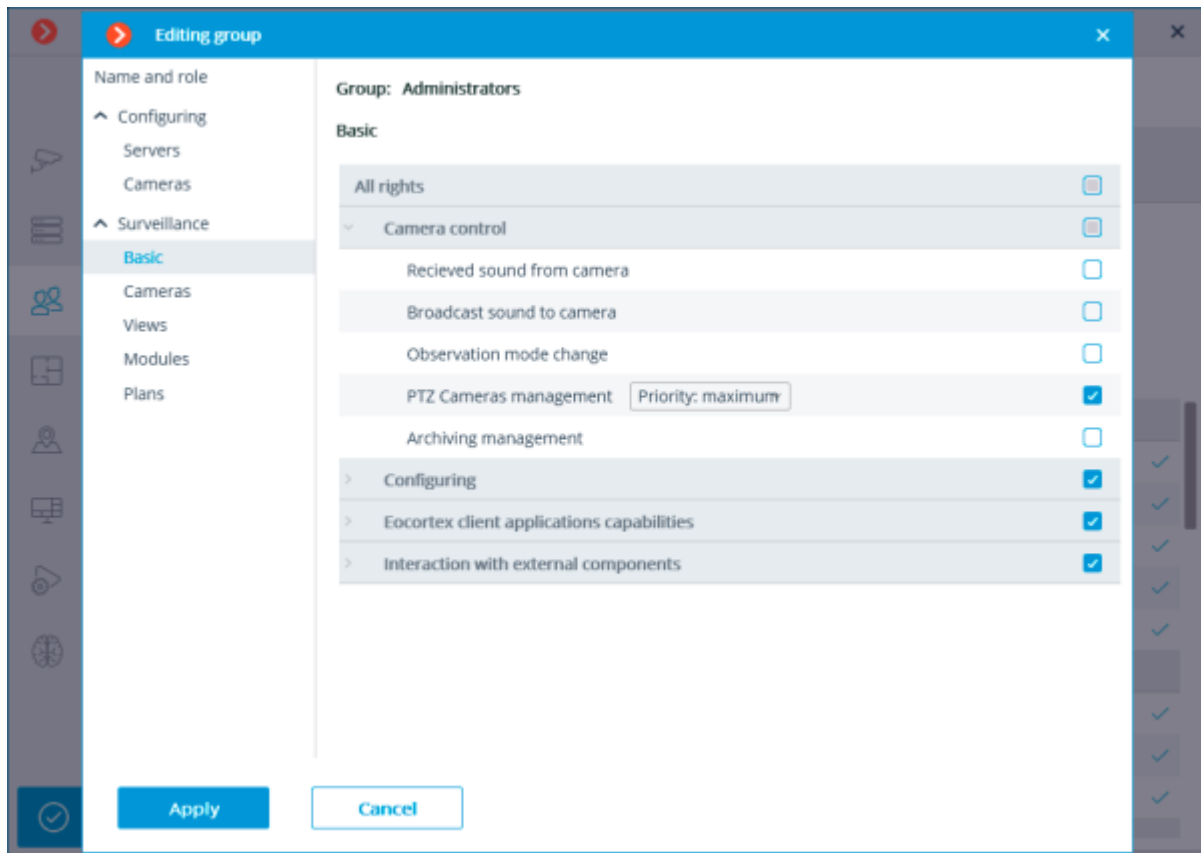 Editing group
Name and role
Configuring
Servers
Cameras
Surveillance
Basic
Cameras
Views
Modules
Plans
Group: Administrators
Basic
All rights
Camera control
Recieved sound from camera
Broadcast sound to camera
Observation mode change
PTZ Cameras management Priority: maximum
Archiving management
Configuring
Eocortex client applications capabilities
Interaction with external components
Apply Cancel